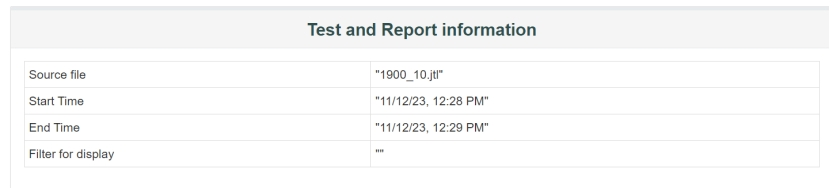 Test and Report information
Source file "1900_10.jtl"
Start Time "11/12/23, 12:28 PM"
End Time "11/12/23, 12:29 PM"
Filter for display ""